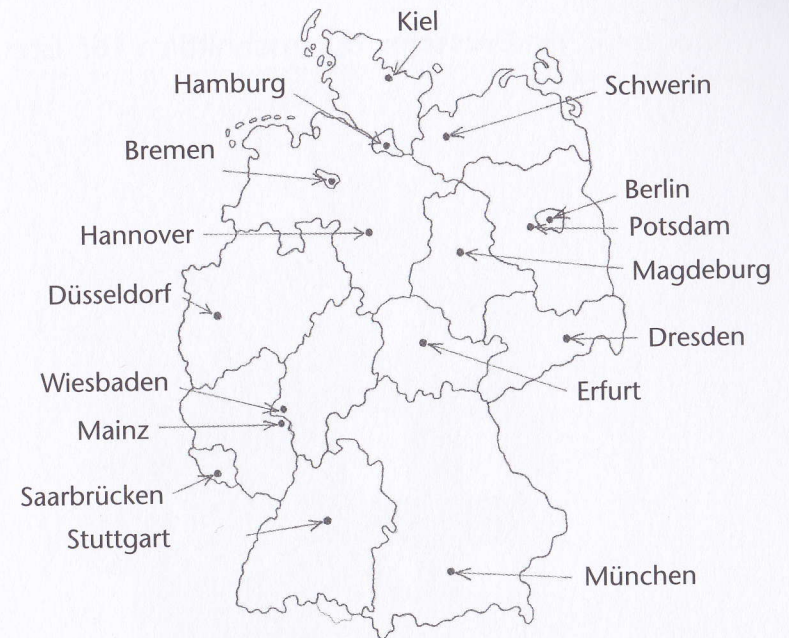 Kiel
Hamburg
Schwerin
Bremen
Berlin
Hannover
Potsdam
Magdeburg
Düsseldorf
Dresden
Wiesbaden
Erfurt
Mainz
Saarbrücken
Stuttgart
München